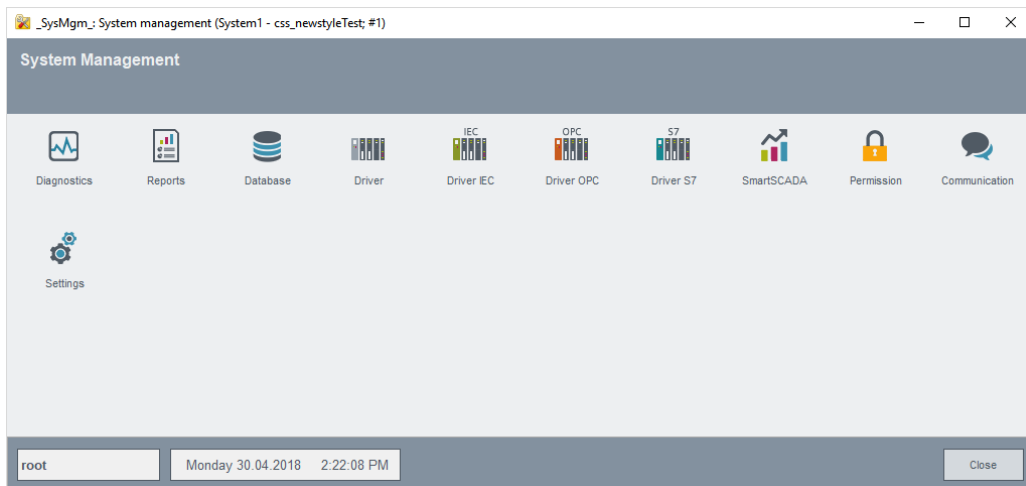 _SysMgm_: System management (System1 - css_newstyleTest; #1)
System Management
IEC OPC S7
Diagnostics Reports Database Driver Driver IEC Driver OPC Driver S7 SmartSCADA Permission Communication
Settings
root Monday 30.04.2018 2:22:08 PM Close